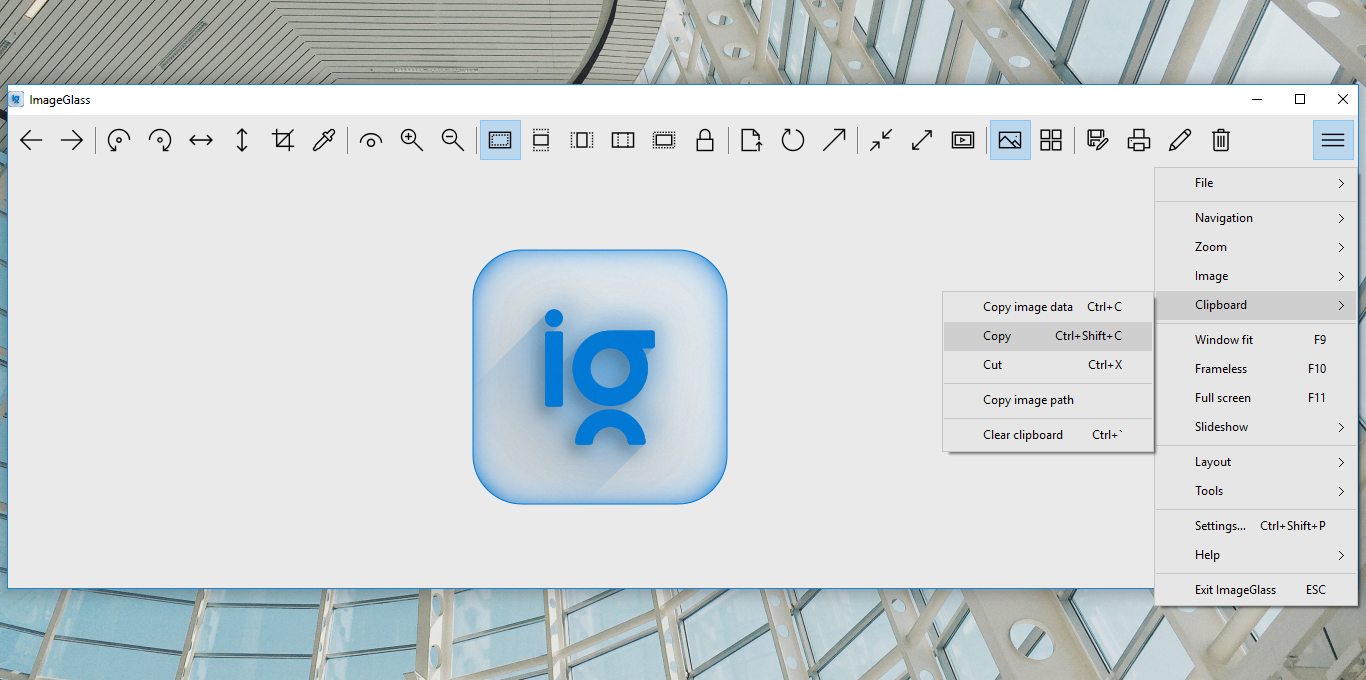 ImageGlass
File
Navigation
Zoom
Image
Clipboard
Copy image data Ctrl+C
Copy Ctrl+Shift+C
Cut Ctrl+X
Copy image path
Clear clipboard Ctrl+`
Window fit F9
Frameless F10
Full screen F11
Slideshow
Layout
Tools
Settings... Ctrl+Shift+P
Help
Exit ImageGlass ESC
ig